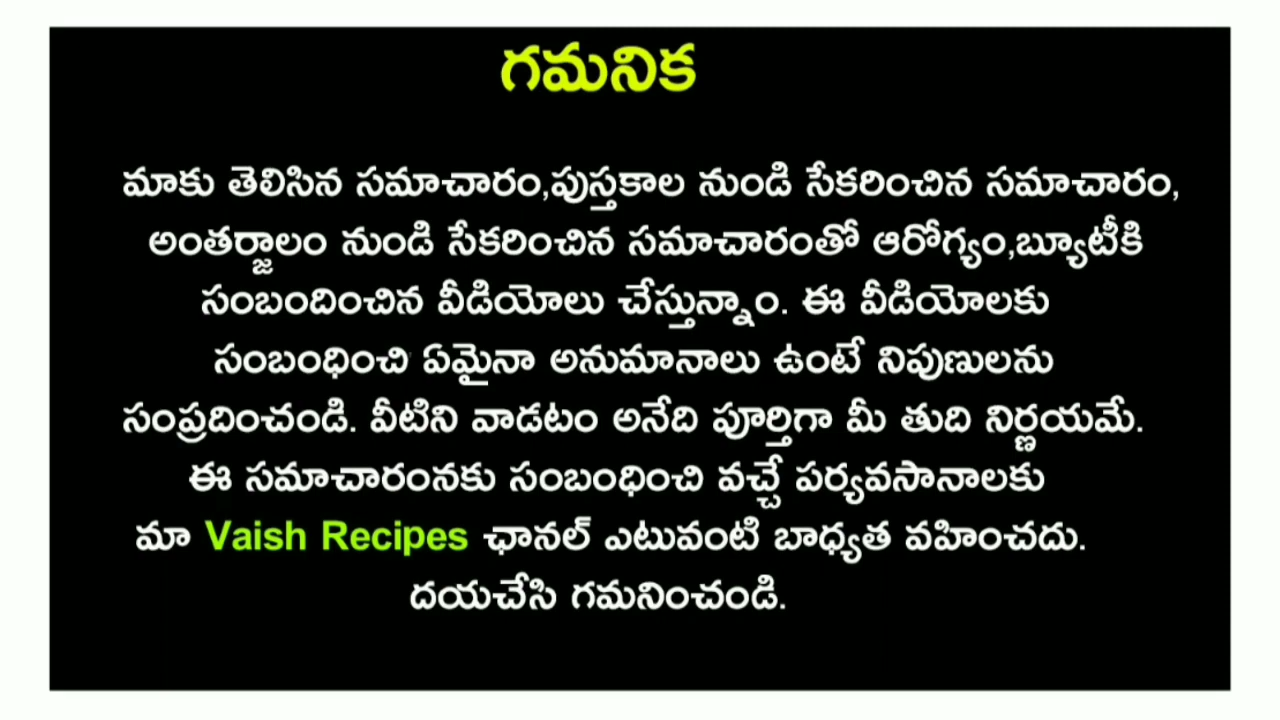 గమనిక
మాకు తెలిసిన సమాచారం,పుస్తకాల నుండి సేకరించిన సమాచారం,
అంతర్జాలం నుండి సేకరించిన సమాచారంతో ఆరోగ్యం,బ్యూటీకి
సంబందించిన వీడియోలు చేస్తున్నాం. ఈ వీడియోలకు
సంబంధించి ఏమైనా అనుమానాలు ఉంటే నిపుణులను
సంప్రదించండి. వీటిని వాడటం అనేది పూర్తిగా మీ తుది నిర్ణయమే.
ఈ సమాచారంనకు సంబంధించి వచ్చే పర్యవసానాలకు
మా Vaish Recipes ఛానల్ ఎటువంటి బాధ్యత వహించదు.
దయచేసి గమనించండి.